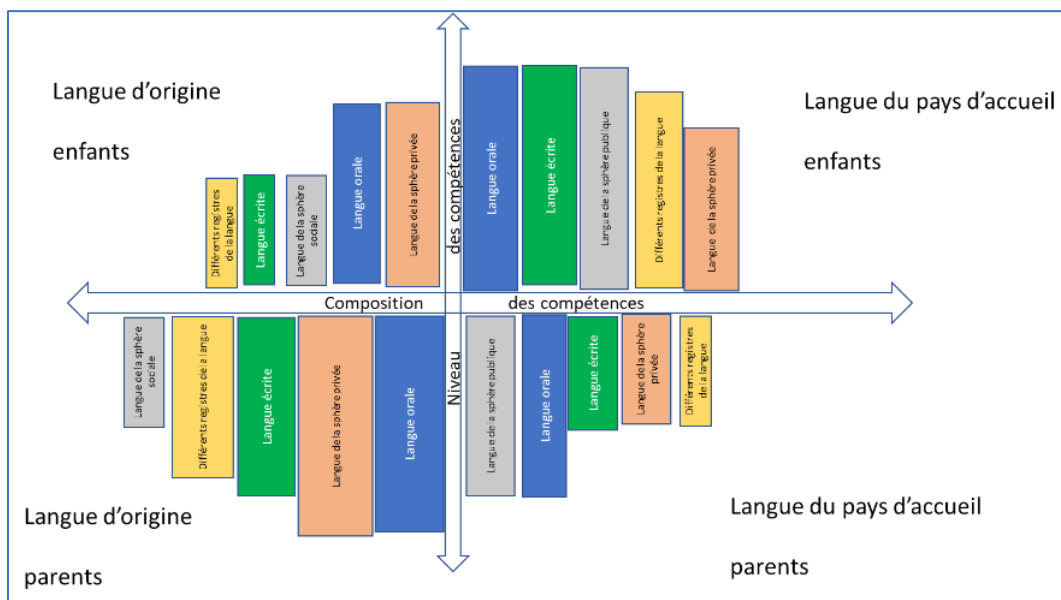 Langue d'origine
enfants
Différents registres
de la langue
Langue écrite
Langue de la sphère
sociale
Langue orale
Langue de la sphère privée
des compétences
Langue orale
Langue écrite
Langue de la sphère publique
Différents registres de la langue
Langue de la sphère privée
Langue du pays d'accueil
enfants
Composition
des compétences
Langue de la sphère
sociale
Différents registres de la langue
Langue écrite
Langue de la sphère privée
Langue orale
Niveau
Langue de la sphère publique
Langue orale
Langue écrite
Langue de la sphère
privée
Différents registres
de la langue
Langue d'origine
parents
Langue du pays d'accueil
parents